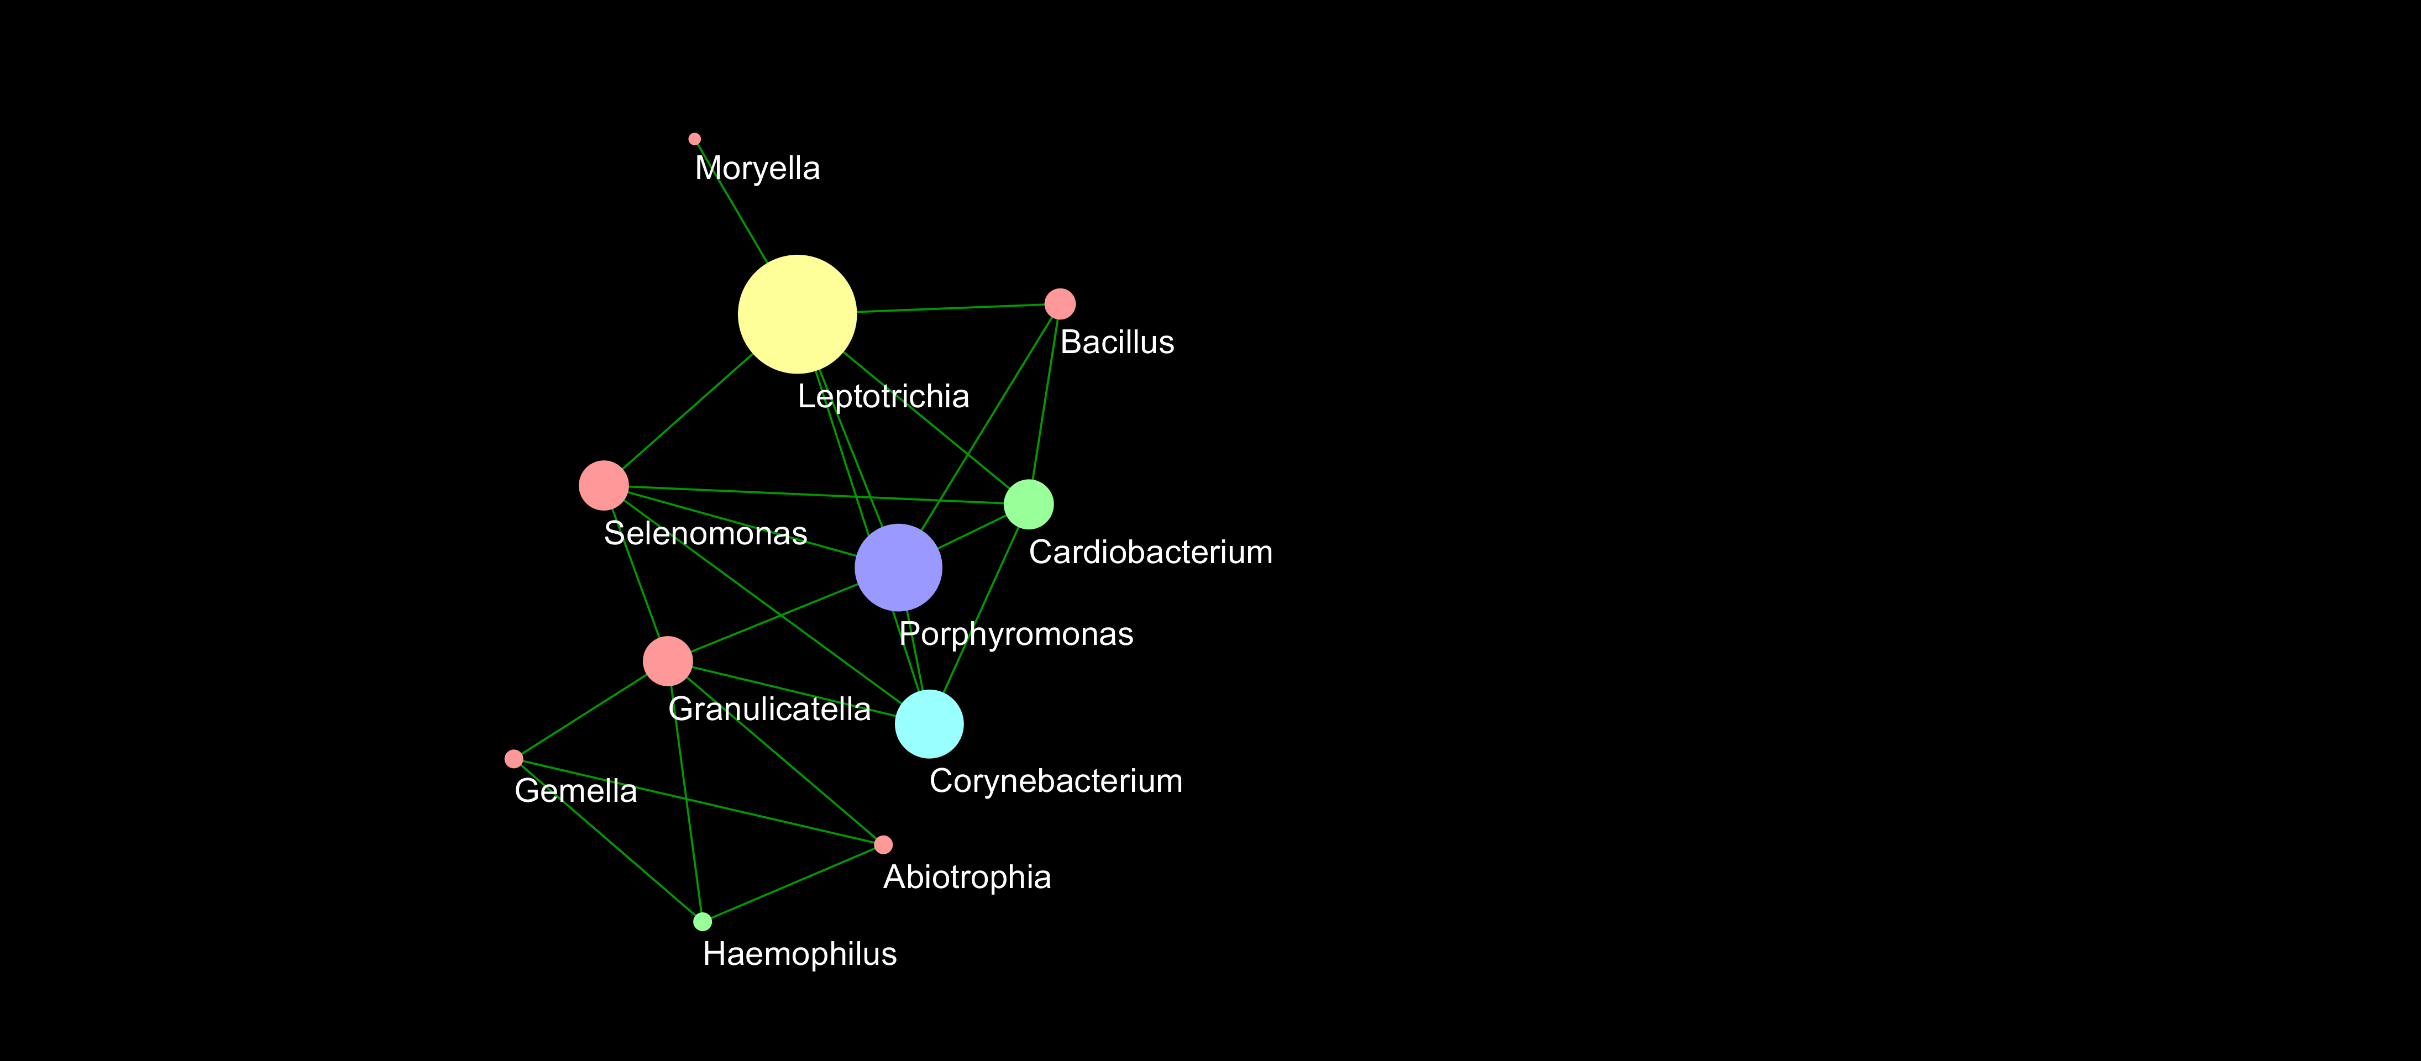 Moryella
Bacillus
Leptotrichia
Selenomonas
Cardiobacterium
Porphyromonas
Granulicatella
Corynebacterium
Gemella
Abiotrophia
Haemophilus